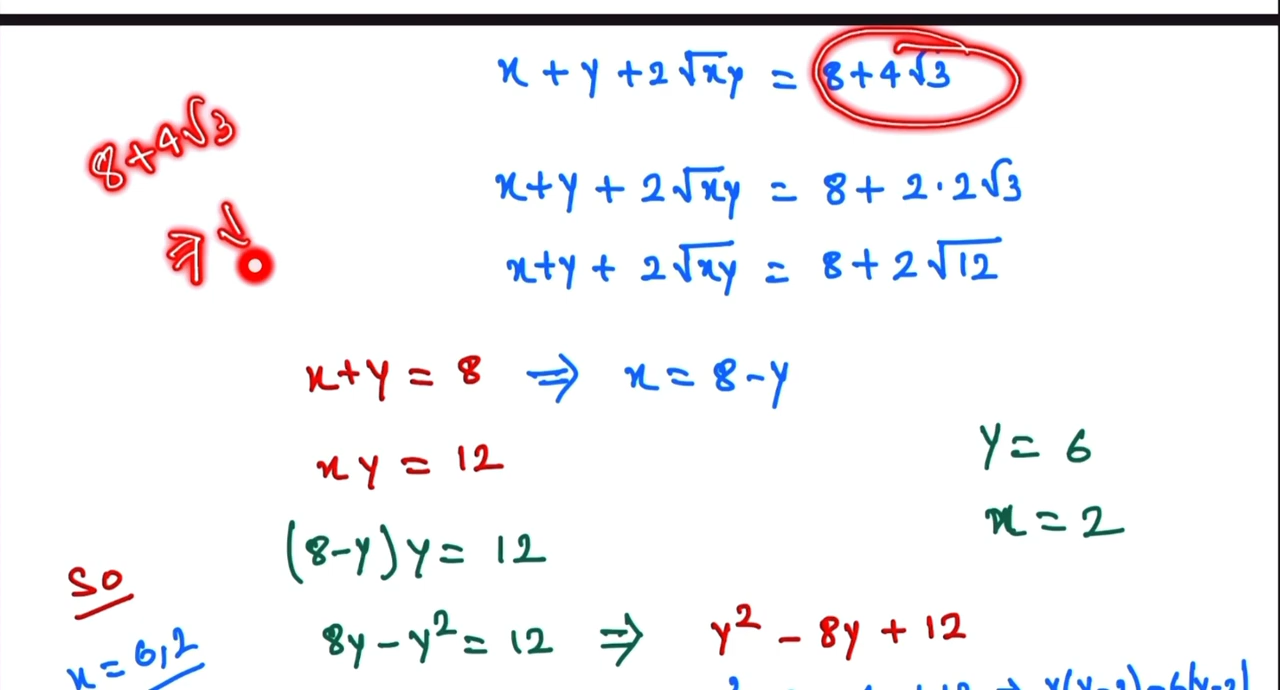 x + y + 2√xy = 8+4√3
8+4√3
x+y + 2√xy = 8+ 2·2√3
⇒ √
x+y + 2√xy = 8+ 2√12
x+y = 8 ⇒ x = 8-y
xy = 12
y = 6
x = 2
(8-y)y = 12
So
8y - y² = 12 ⇒ y² - 8y + 12
x = 6,2